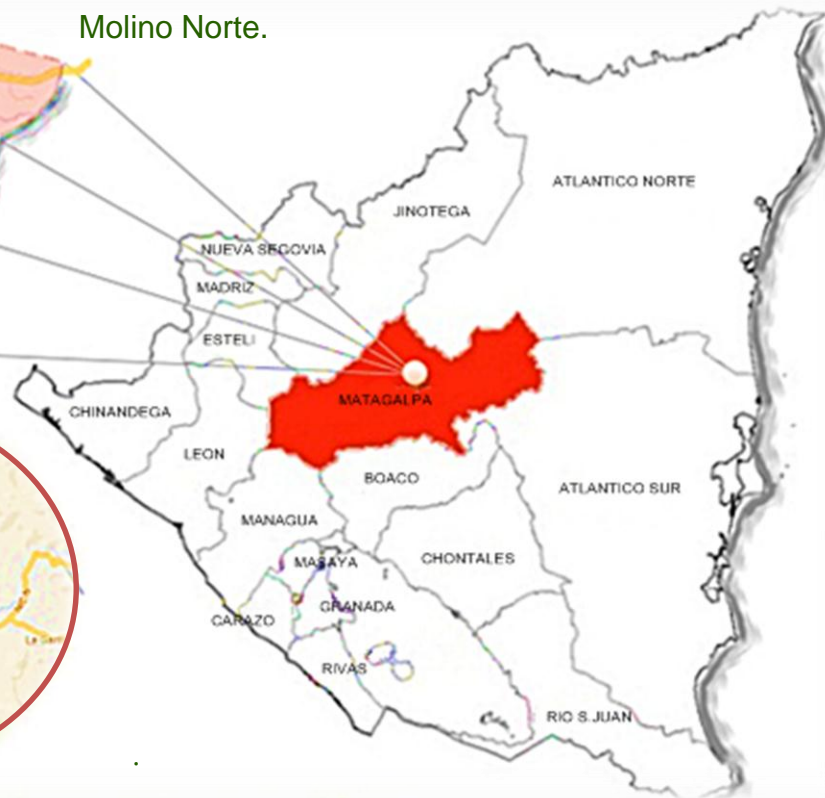 Molino Norte.
ATLANTICO NORTE
JINOTEGA
NUEVA SEGOVIA
MADRIZ
ESTELI
MATAGALPA
CHINANDEGA
LEON
BOACO
ATLANTICO SUR
MANAGUA
CHONTALES
MASAYA
GRANADA
CARAZO
RIVAS
RIO S.JUAN
.